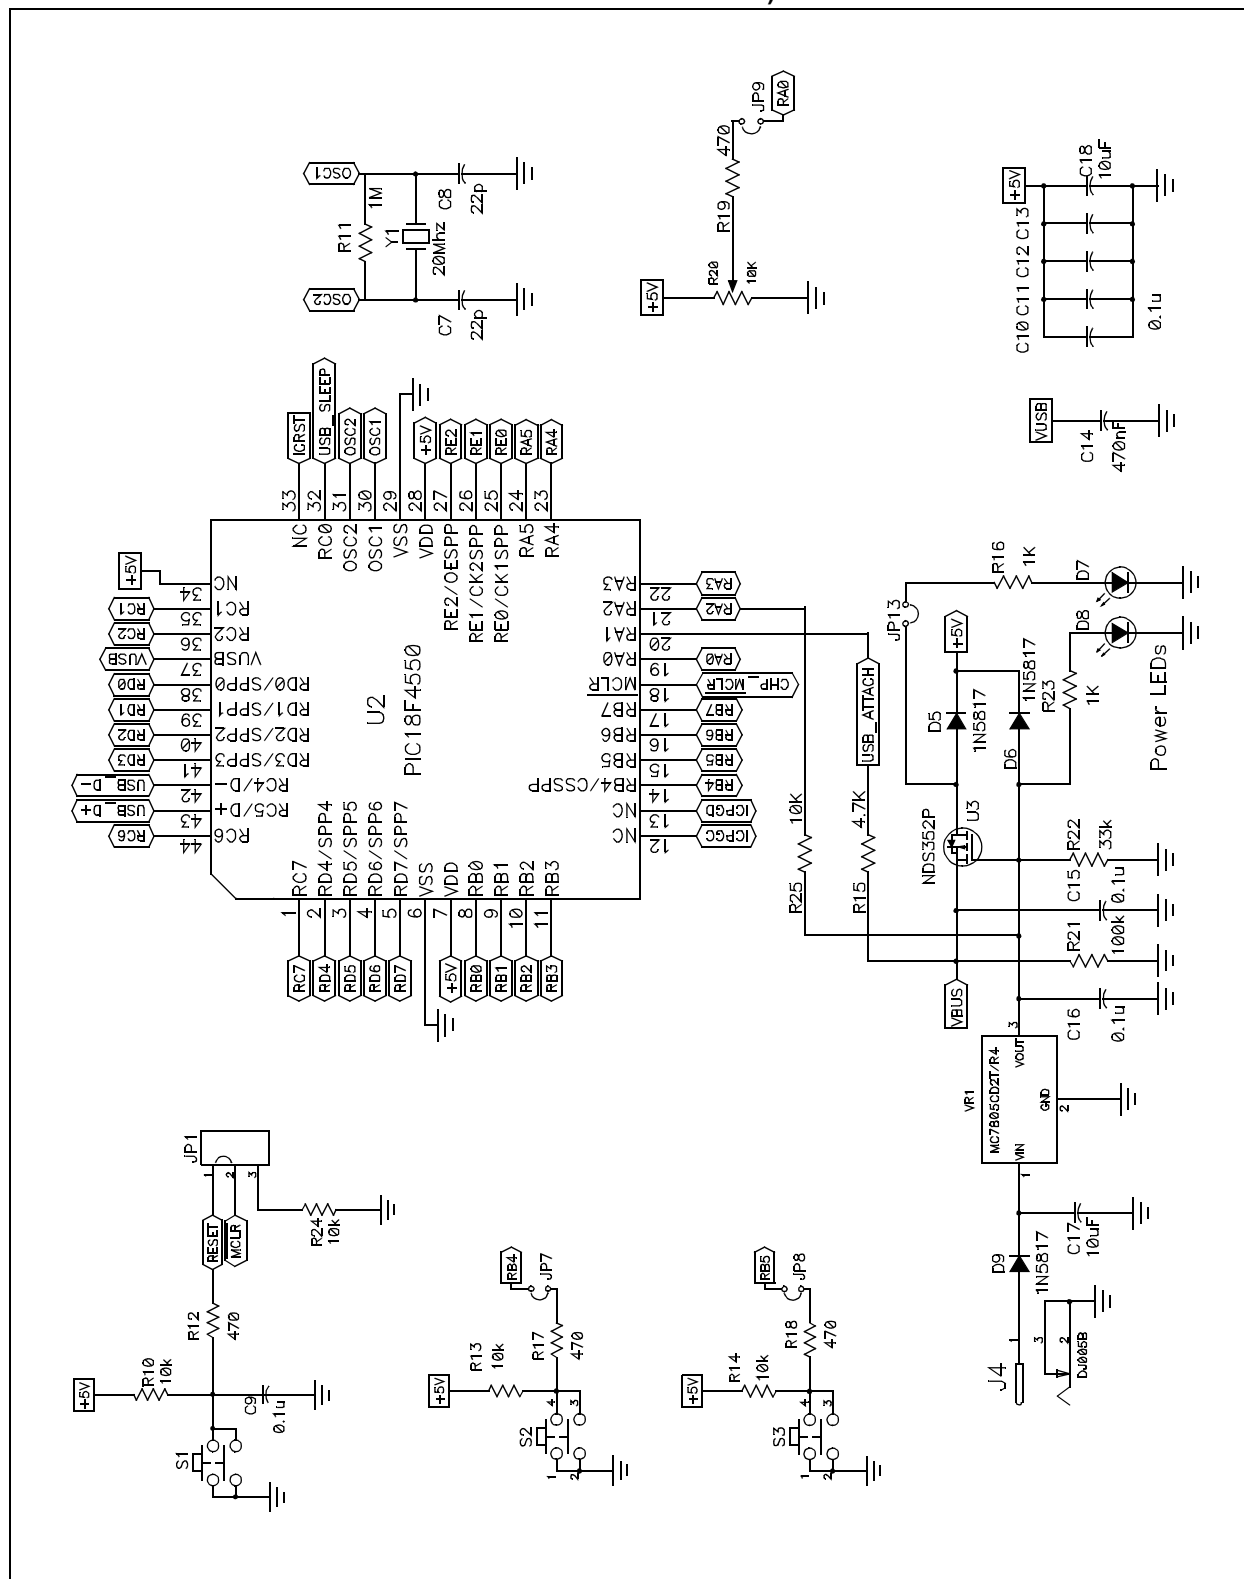 JP9
RA0
470
R19
R20
10K
+5V
OSC1
OSC2
R11
1M
Y1
20Mhz
C8
22p
C7
22p
+5V
C18
10uF
C10 C11 C12 C13
0.1u
VUSB
C14
470nF
ICRST
USB_SLEEP
OSC2
OSC1
+5V
RE2
RE1
RE0
RA5
RA4
33
32
31
30
29
28
27
26
25
24
23
NC
RC0
OSC2
OSC1
VSS
VDD
RE2/OESPP
RE1/CK2SPP
RE0/CK1SPP
RA5
RA4
+5V
34
NC
RC1
35
RC1
RC2
36
RC2
VUSB
37
VUSB
RD0
38
RD0/SPP0
RD1
39
RD1/SPP1
RD2
40
RD2/SPP2
RD3
41
RD3/SPP3
USB_D-
42
RC4/D-
USB_D+
43
RC5/D+
RC6
44
RC6
U2
PIC18F4550
RA3
22
RA3
RA2
21
RA2
RA1
20
RA0
19
RA0
MCLR
18
CHP_MCLR
RB7
17
RB7
RB6
16
RB6
RB5
15
RB5
RB4/CSSPP
14
RB4
NC
13
ICPGD
NC
12
ICPGC
RC7
RD4/SPP4
RD5/SPP5
RD6/SPP6
RD7/SPP7
VSS
VDD
RB0
RB1
RB2
RB3
1
2
3
4
5
6
7
8
9
10
11
RC7
RD4
RD5
RD6
RD7
+5V
RB0
RB1
RB2
RB3
R16
1K
D7
JP13
D8
+5V
D5
1N5817
D6
1N5817
R23
1K
Power LEDs
USB_ATTACH
10K
R25
4.7K
R15
NDS352P
U3
R22
33k
C15
0.1u
R21
100k
VBUS
C16
0.1u
3
VOUT
VR1
MC7805CD2T/R4
GND
2
VIN
1
C17
10uF
D9
1N5817
J4
1
3
2
DJ005B
JP1
1
2
3
RESET
MCLR
R24
10k
R12
470
+5V
R10
10k
C9
0.1u
S1
RB4
JP7
R17
470
R13
10k
+5V
S2
4
3
1
2
RB5
JP8
R18
470
R14
10k
+5V
S3
4
3
1
2